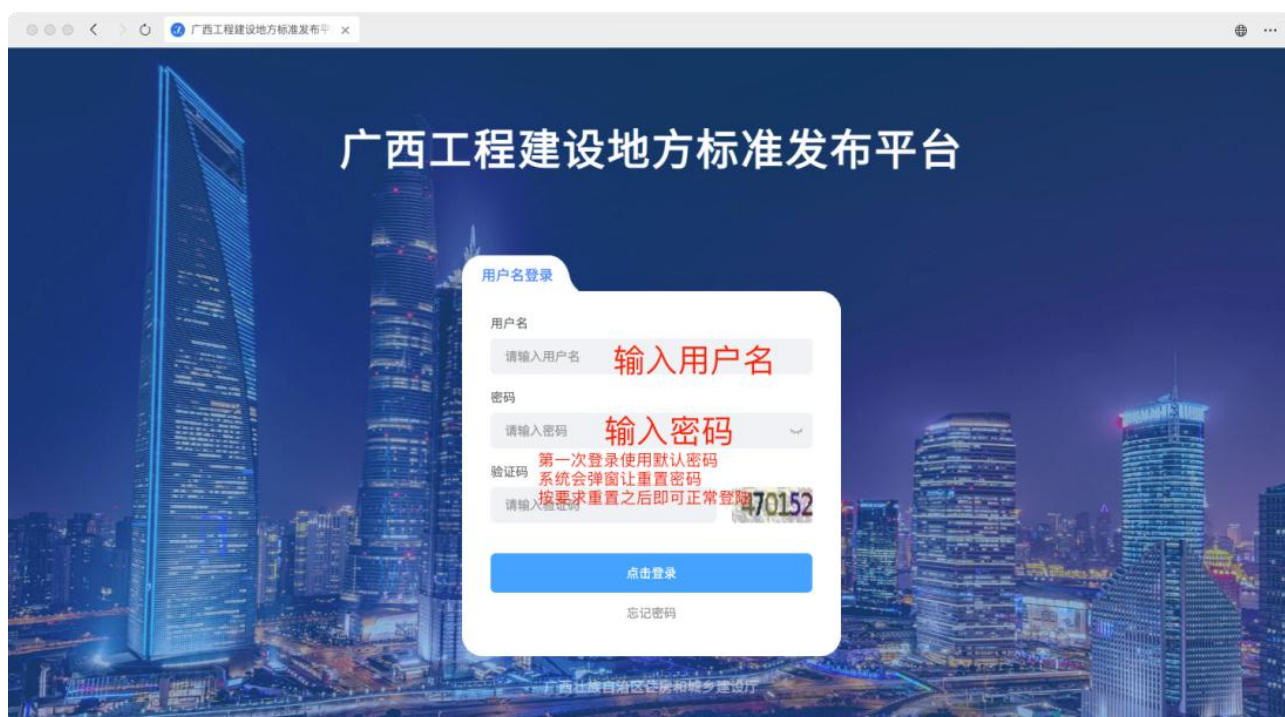 广西工程建设地方标准发布平
广西工程建设地方标准发布平台
用户名登录
用户名
请输入用户名 输入用户名
密码
请输入密码 输入密码
第一次登录使用默认密码
验证码
系统会弹窗让重置密码
按要求重置之后即可正常登陆
请输入验证码
470152
点击登录
忘记密码
广西壮族自治区住房和城乡建设厅